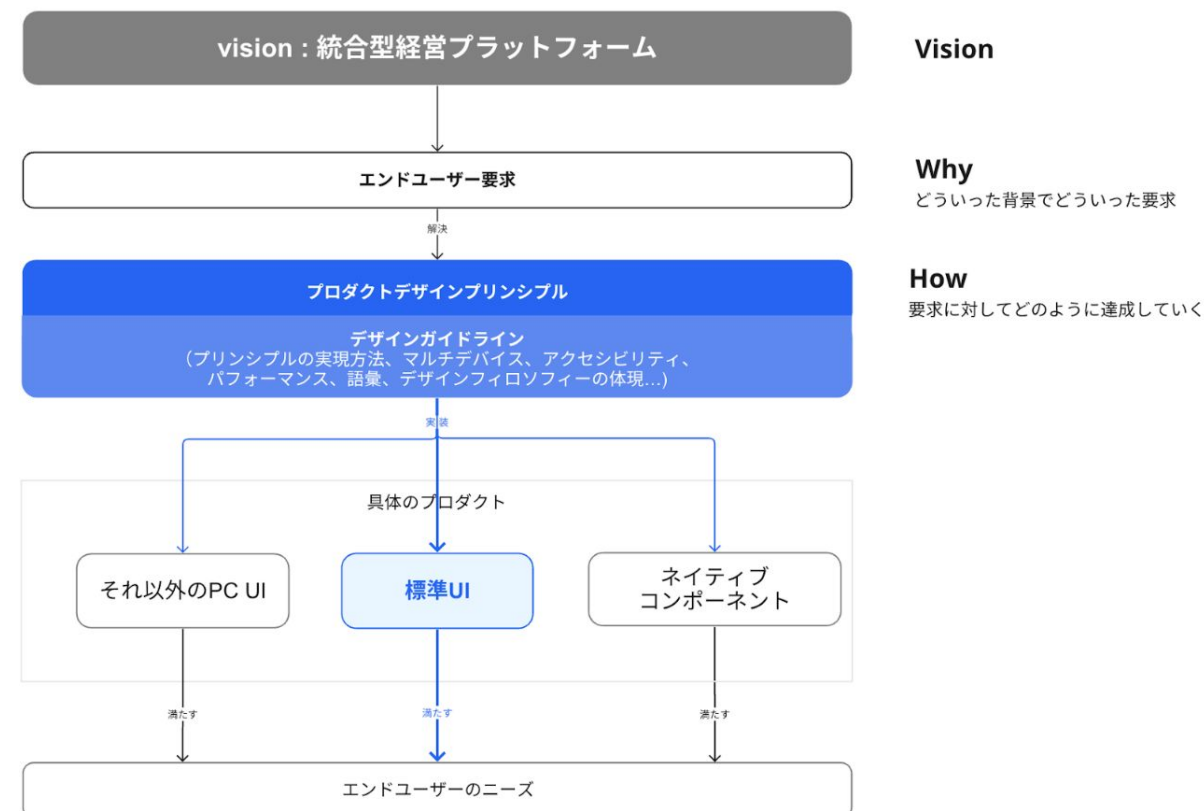 vision : 統合型経営プラットフォーム
Vision
エンドユーザー要求
Why
どういった背景でどういった要求
解決
プロダクトデザインプリンシプル
How
要求に対してどのように達成していく
デザインガイドライン
（プリンシプルの実現方法、マルチデバイス、アクセシビリティ、
パフォーマンス、語彙、デザインフィロソフィーの体現…)
実装
具体のプロダクト
それ以外のPC UI
標準UI
ネイティブ
コンポーネント
満たす
満たす
満たす
エンドユーザーのニーズ